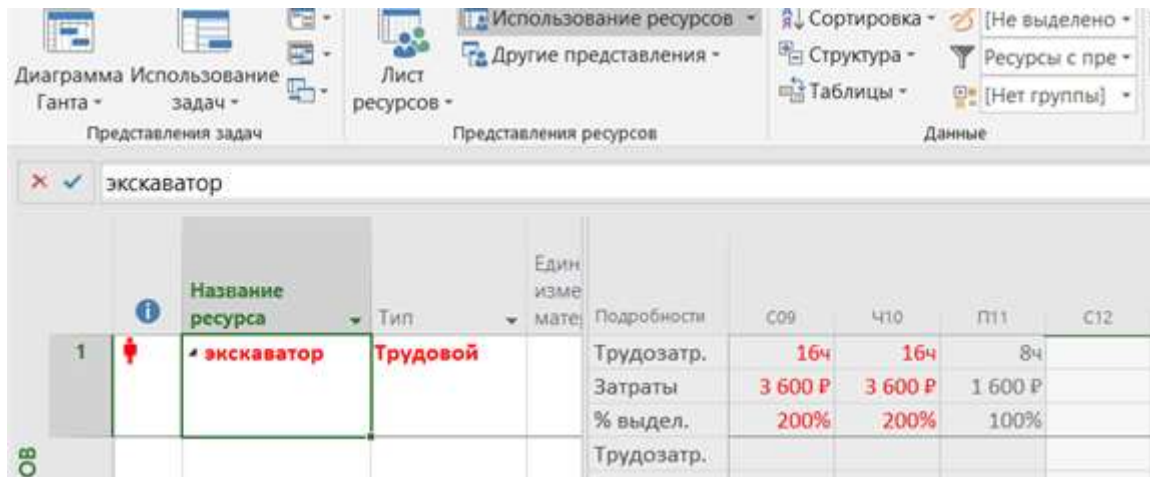 Использование ресурсов
Сортировка
[Не выделено
Диаграмма Ганта
Использование задач
Лист ресурсов
Другие представления
Структура
Ресурсы с пре
Таблицы
[Нет группы]
Представления задач
Представления ресурсов
Данные
экскаватор
Название ресурса
Тип
Един
изме
мате
Подробности
С09
Ч10
П11
С12
1
экскаватор
Трудовой
Трудозатр.
16ч
16ч
8ч
Затраты
3 600 ₽
3 600 ₽
1 600 ₽
% выдел.
200%
200%
100%
ОВ
Трудозатр.